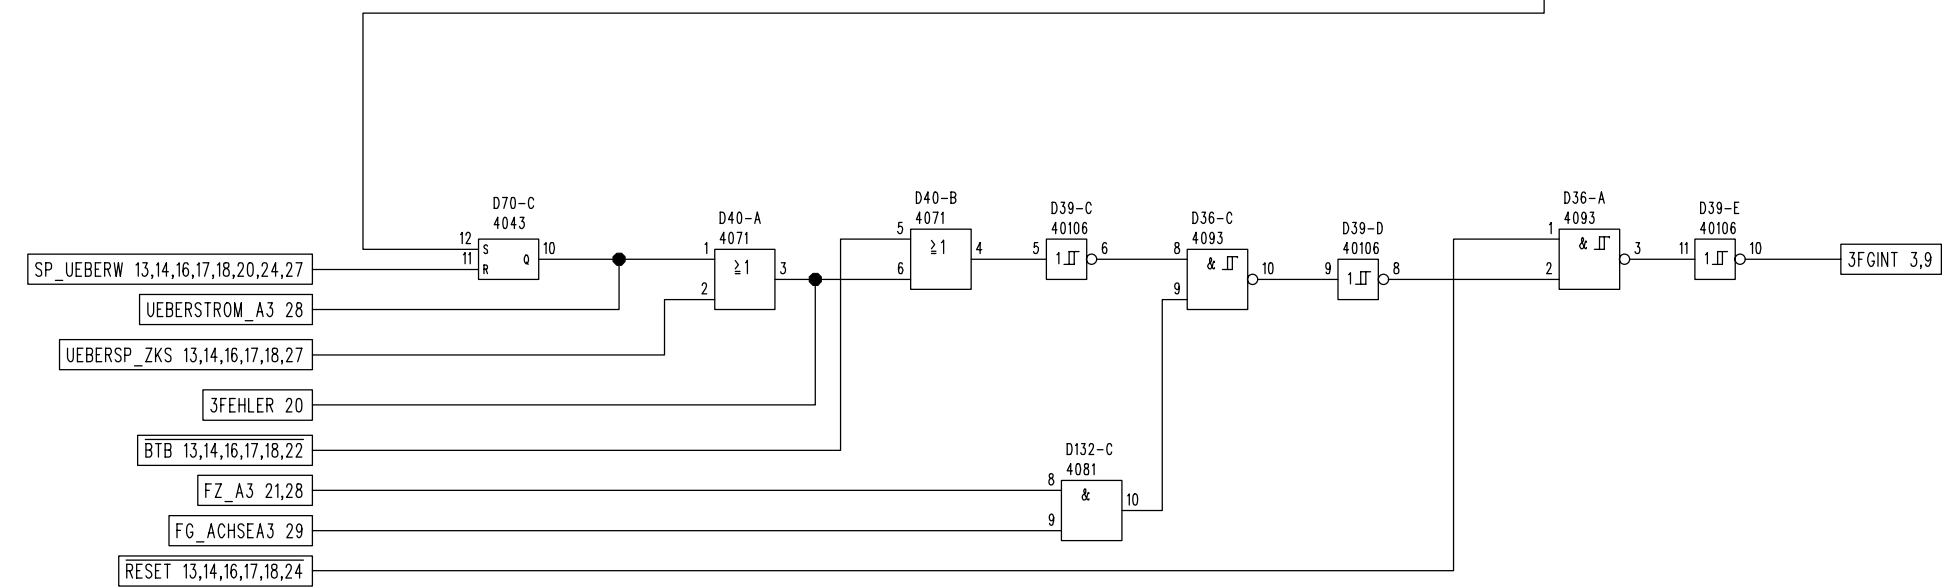 D70-C
4043
12
S
11
R
Q
10
D40-A
4071
1
2
≥1
3
D40-B
4071
5
6
≥1
4
D39-C
40106
5
1
6
D36-C
4093
8
9
&
10
D39-D
40106
9
1
8
D36-A
4093
1
2
&
3
D39-E
40106
11
1
10
3FGINT 3,9
SP_UEBERW 13,14,16,17,18,20,24,27
UEBERSTROM_A3 28
UEBERSP_ZKS 13,14,16,17,18,27
3FEHLER 20
BTB 13,14,16,17,18,22
FZ_A3 21,28
FG_ACHSEA3 29
RESET 13,14,16,17,18,24
D132-C
4081
8
9
&
10